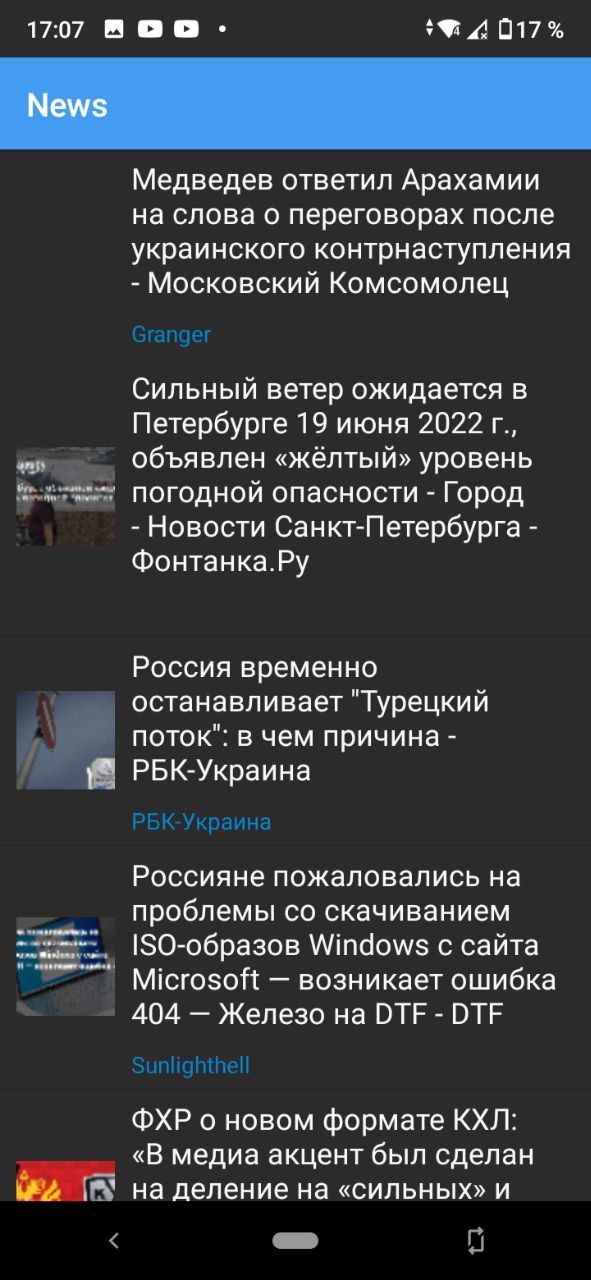 17:07
4
17 %
News
Медведев ответил Арахамии
на слова о переговорах после
украинского контрнаступления
- Московский Комсомолец
Granger
Сильный ветер ожидается в
Петербурге 19 июня 2022 г.,
объявлен «жёлтый» уровень
погодной опасности - Город
- Новости Санкт-Петербурга -
Фонтанка.Ру
Россия временно
останавливает "Турецкий
поток": в чем причина -
РБК-Украина
РБК-Украина
Россияне пожаловались на
проблемы со скачиванием
ISO-образов Windows с сайта
Microsoft — возникает ошибка
404 — Железо на DTF - DTF
Sunlighthell
ФХР о новом формате КХЛ:
«В медиа акцент был сделан
на деление на «сильных» и